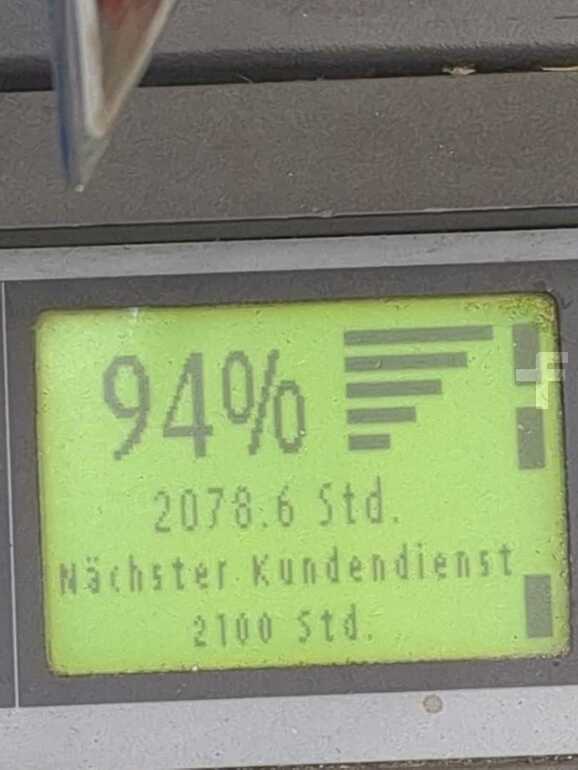 94%
2078.6 Std.
Nächster Kundendienst
2100 Std.